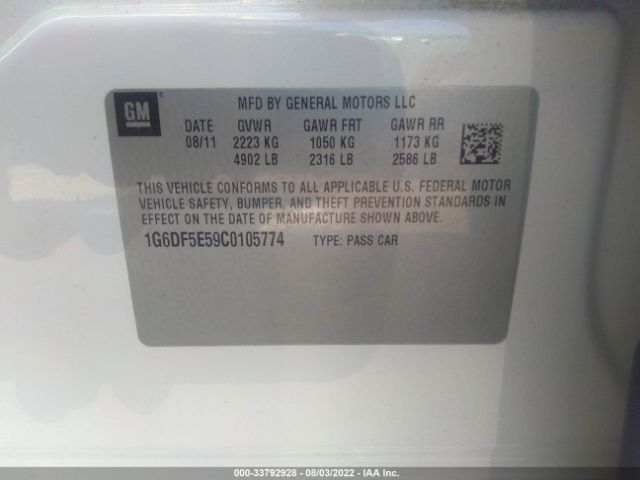 GM ®
MFD BY GENERAL MOTORS LLC
DATE GVWR GAWR FRT GAWR RR
08/11 2223 KG 1050 KG 1173 KG
4902 LB 2316 LB 2586 LB
THIS VEHICLE CONFORMS TO ALL APPLICABLE U.S. FEDERAL MOTOR
VEHICLE SAFETY, BUMPER, AND THEFT PREVENTION STANDARDS IN
EFFECT ON THE DATE OF MANUFACTURE SHOWN ABOVE.
1G6DF5E59C0105774 TYPE: PASS CAR
000-33792928 - 08/03/2022 - IAA Inc.